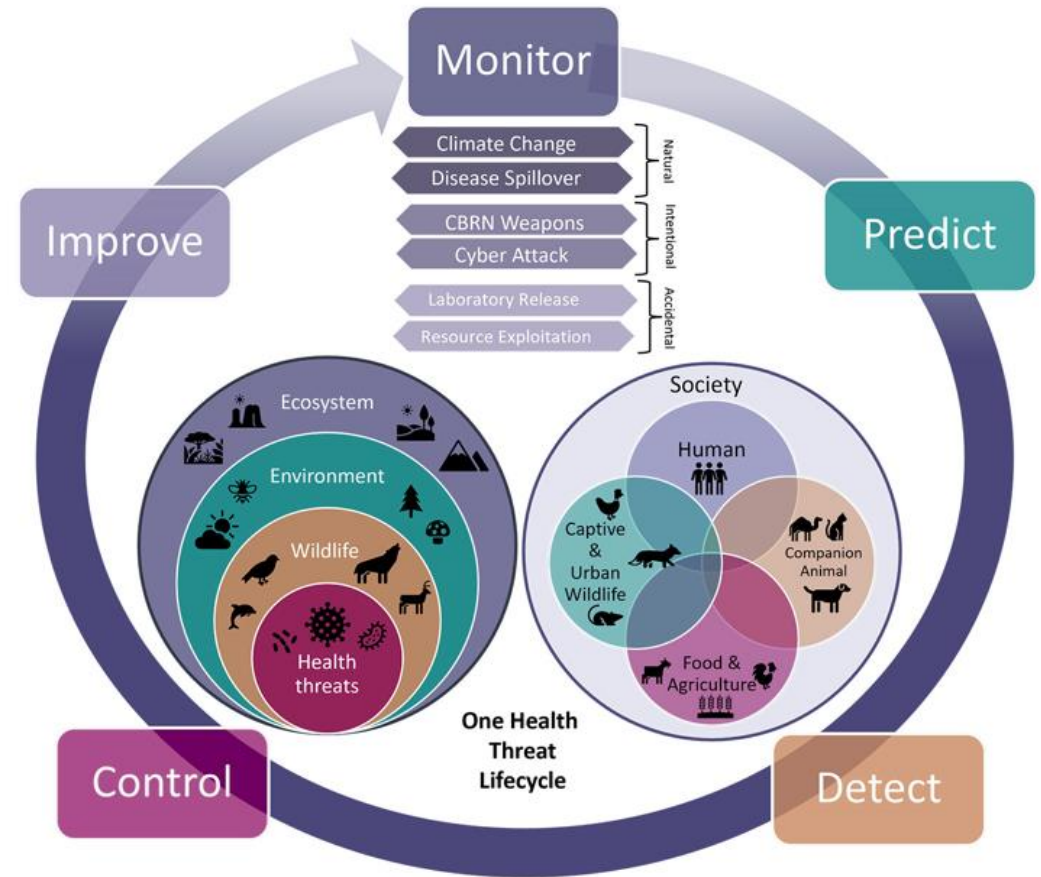 Monitor
Climate Change
Disease Spillover
Natural
CBRN Weapons
Cyber Attack
Intentional
Laboratory Release
Resource Exploitation
Accidental
Improve
Predict
Ecosystem
Environment
Wildlife
Health
threats
Society
Human
Captive
&
Urban
Wildlife
Companion
Animal
Food &
Agriculture
One Health
Threat
Lifecycle
Control
Detect